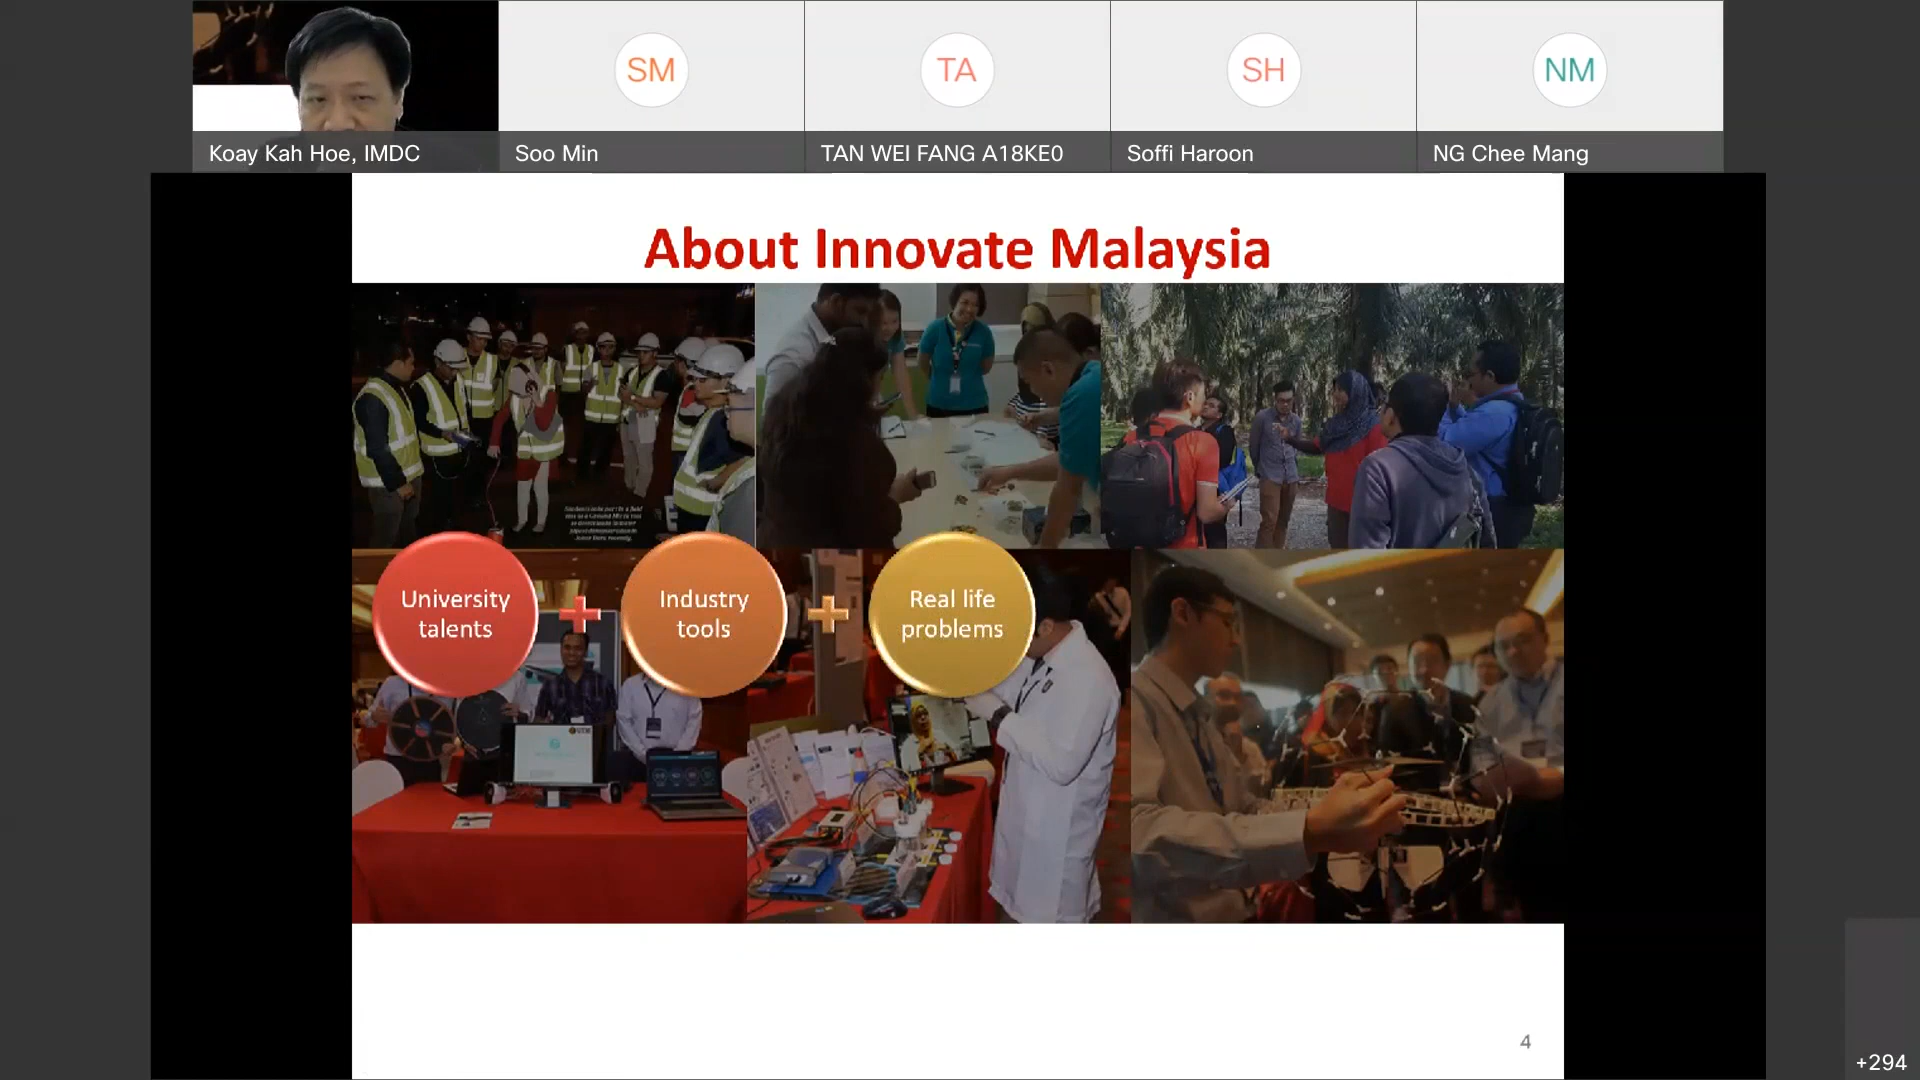 SM
TA
SH
NM
Koay Kah Hoe, IMDC
Soo Min
TAN WEI FANG A18KE0
Soffi Haroon
NG Chee Mang
About Innovate Malaysia
University
talents
Industry
tools
Real life
problems
4
+294